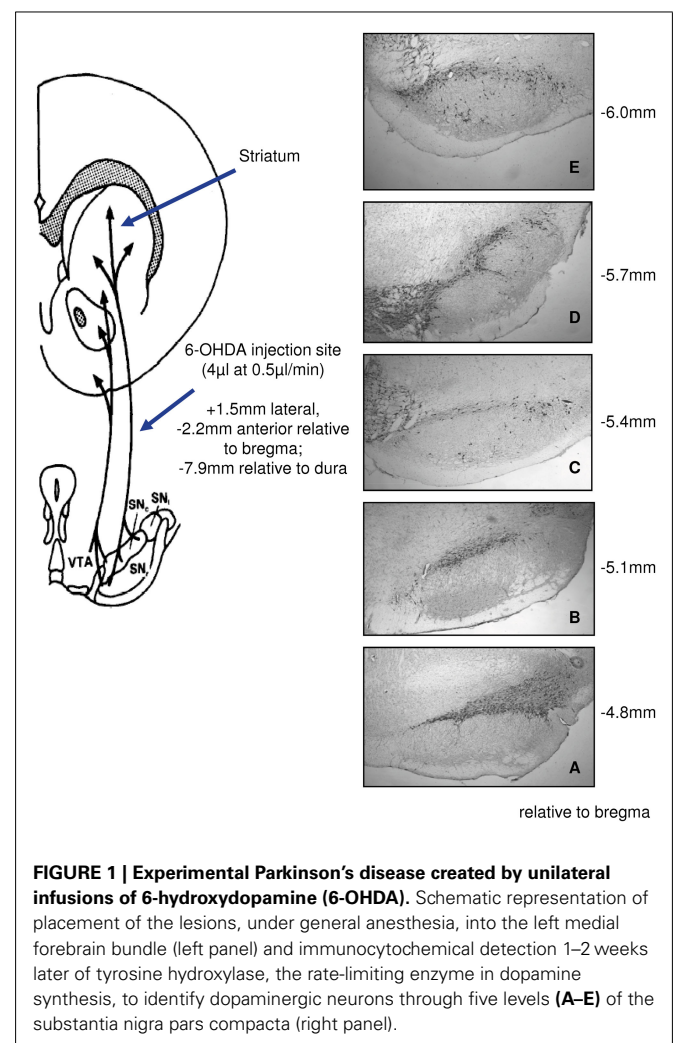 Striatum
6-OHDA injection site
(4µl at 0.5µl/min)
+1.5mm lateral,
-2.2mm anterior relative
to bregma;
-7.9mm relative to dura
VTA
SNc
SNl
SNr
E
-6.0mm
D
-5.7mm
C
-5.4mm
B
-5.1mm
A
-4.8mm
relative to bregma
FIGURE 1 | Experimental Parkinson's disease created by unilateral
infusions of 6-hydroxydopamine (6-OHDA). Schematic representation of
placement of the lesions, under general anesthesia, into the left medial
forebrain bundle (left panel) and immunocytochemical detection 1–2 weeks
later of tyrosine hydroxylase, the rate-limiting enzyme in dopamine
synthesis, to identify dopaminergic neurons through five levels (A–E) of the
substantia nigra pars compacta (right panel).